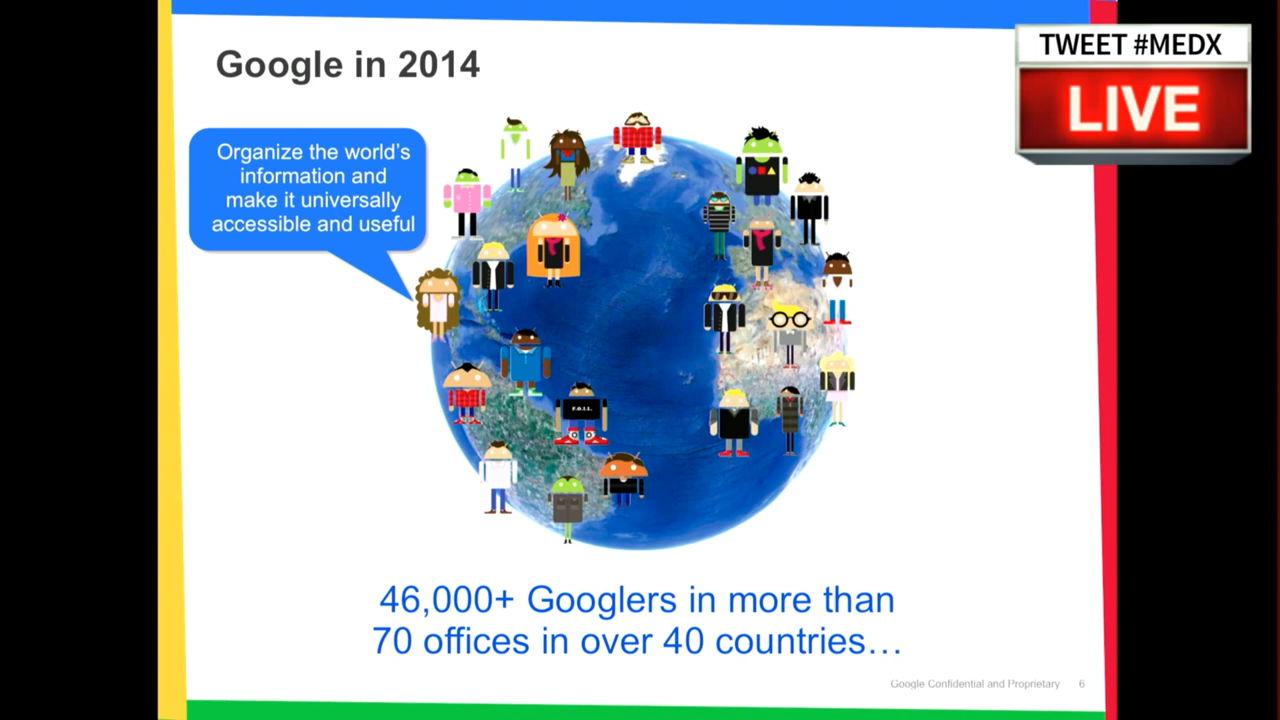 Google in 2014
TWEET #MEDX
LIVE
Organize the world's
information and
make it universally
accessible and useful
F.O.I.L.
46,000+ Googlers in more than
70 offices in over 40 countries…
Google Confidential and Proprietary 6